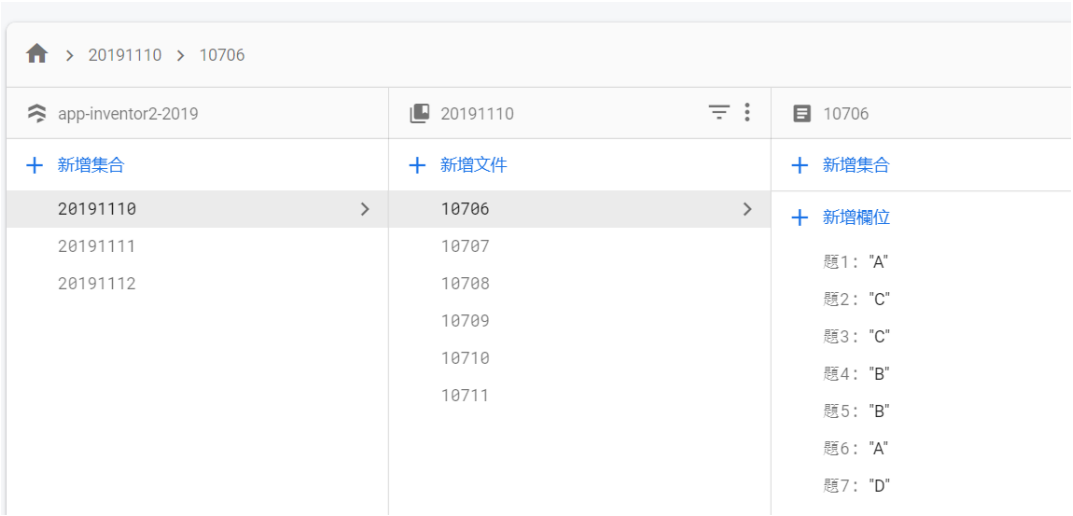 20191110 > 10706
app-inventor2-2019
新增集合
20191110
20191111
20191112
20191110
新增文件
10706
10707
10708
10709
10710
10711
10706
新增集合
新增欄位
題1： "A"
題2： "C"
題3： "C"
題4： "B"
題5： "B"
題6： "A"
題7： "D"